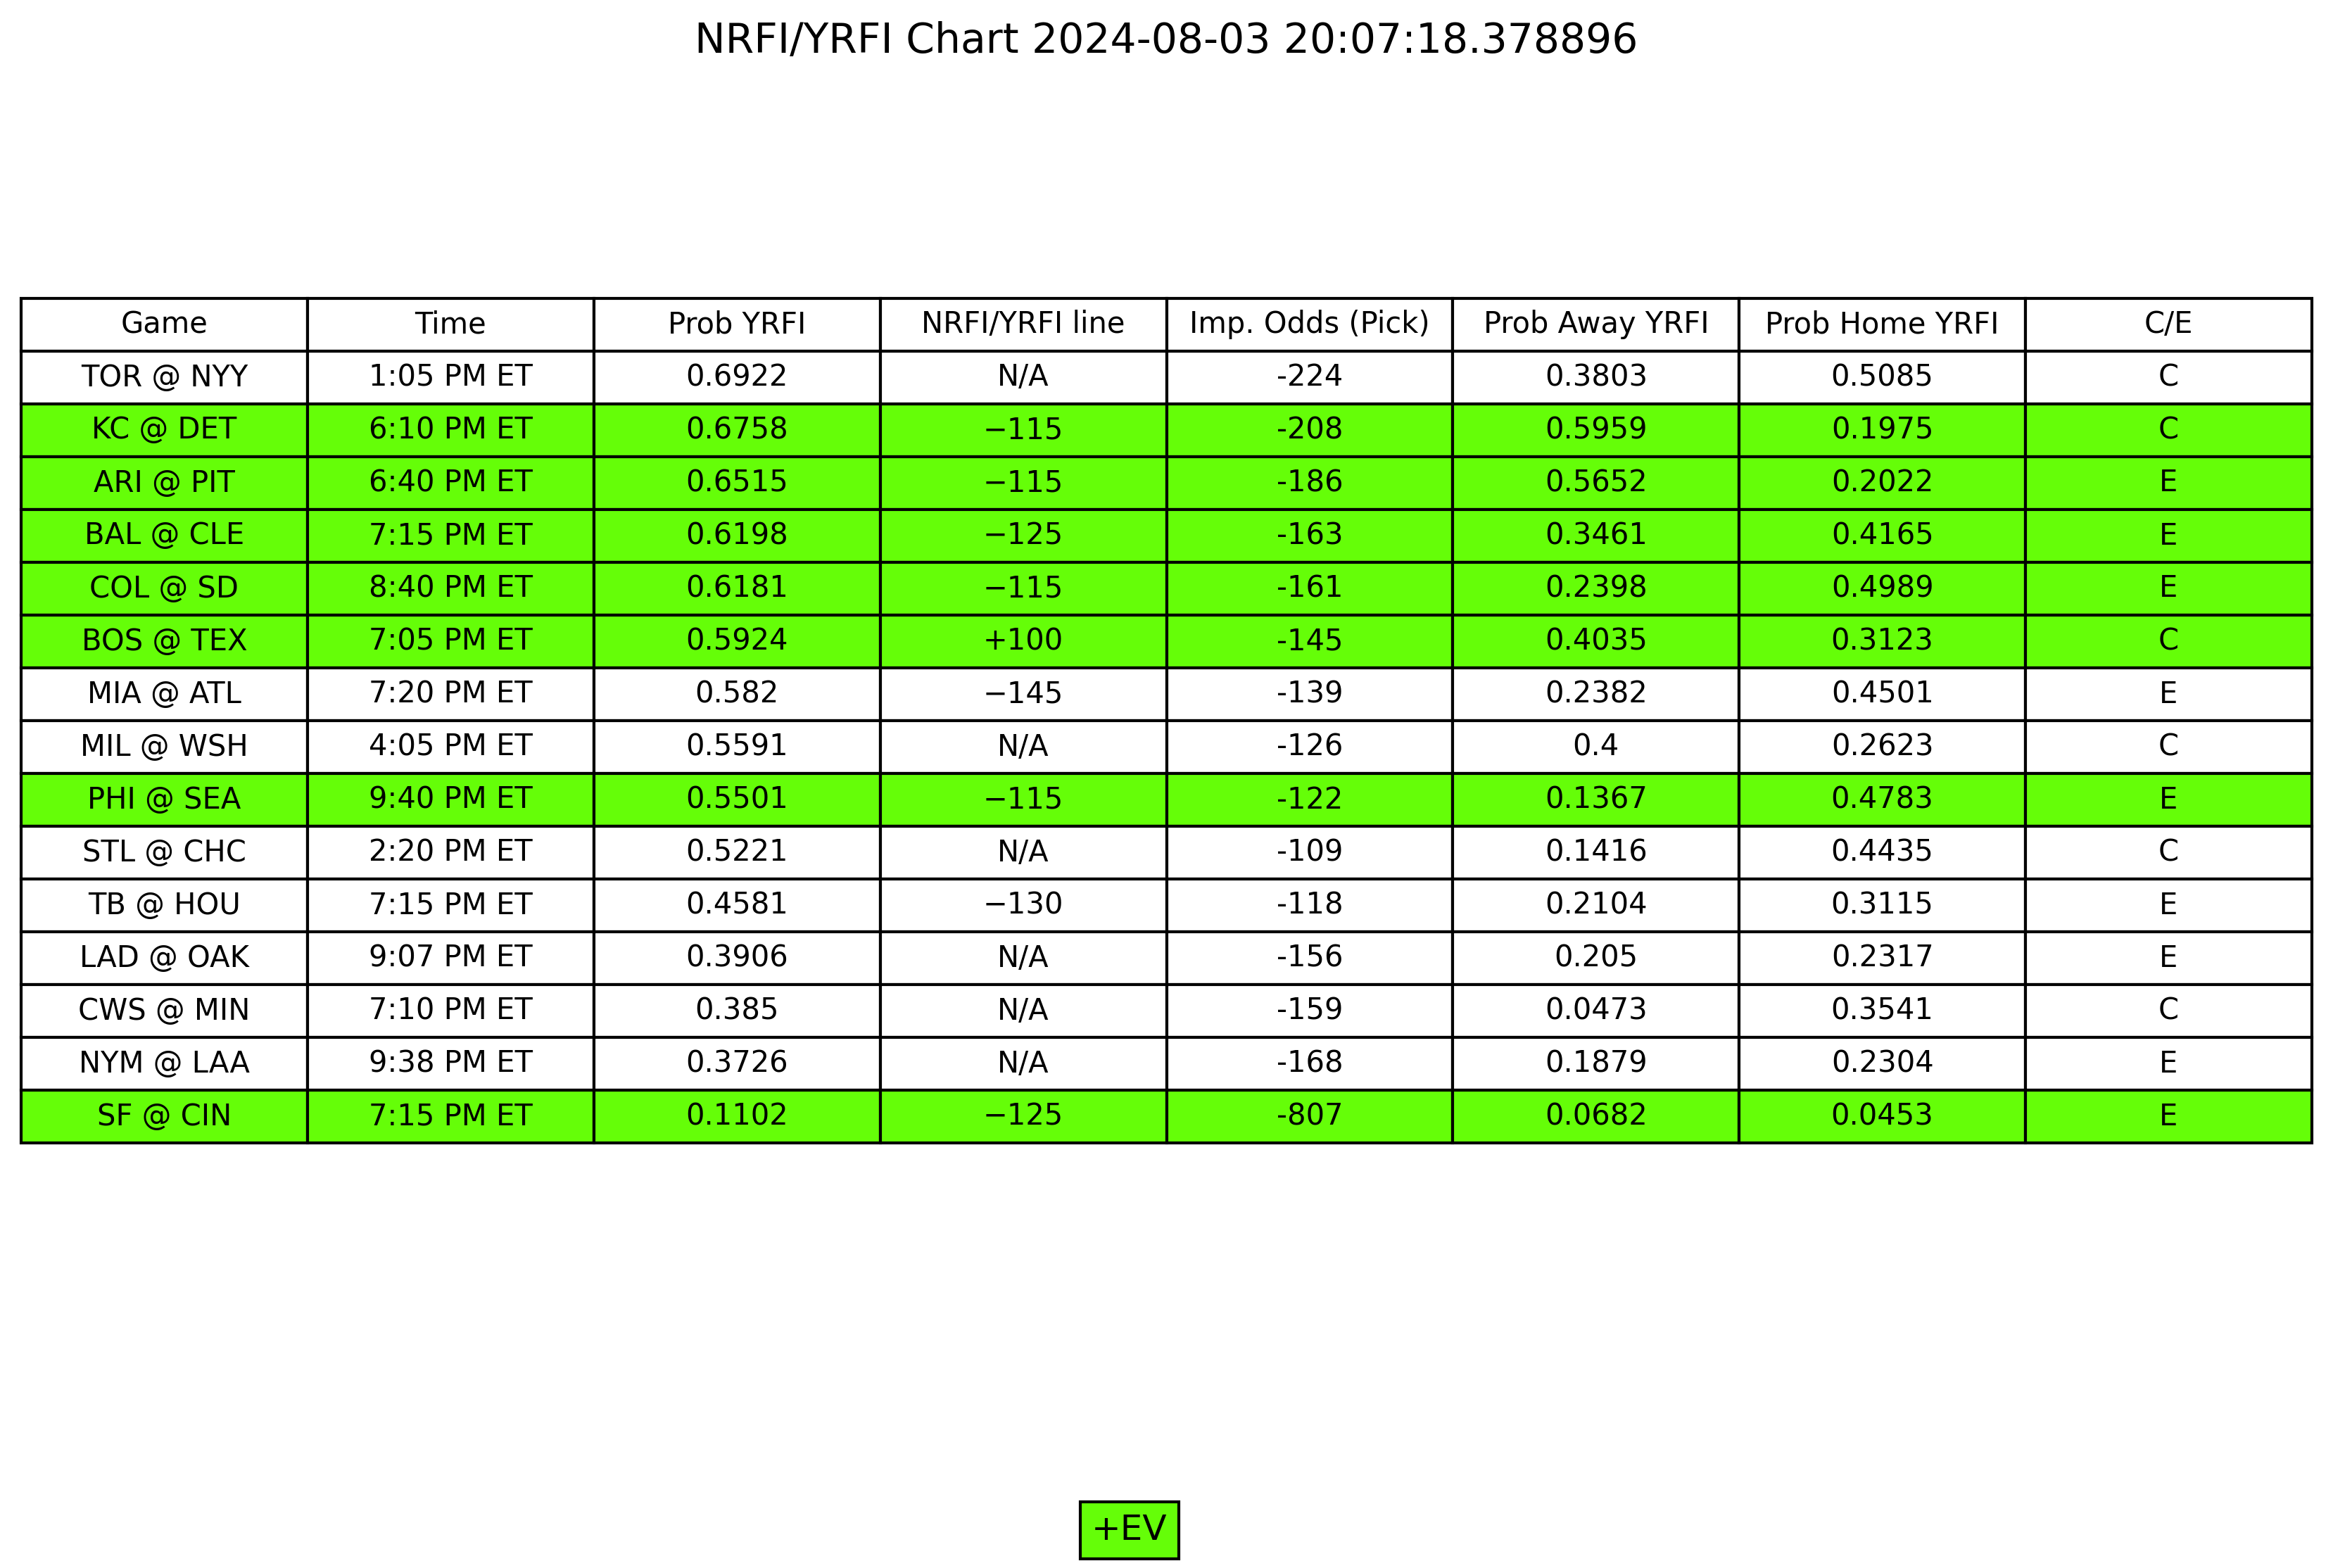 NRFI/YRFI Chart 2024-08-03 20:07:18.378896
Game Time Prob YRFI NRFI/YRFI line Imp. Odds (Pick) Prob Away YRFI Prob Home YRFI C/E
TOR @ NYY 1:05 PM ET 0.6922 N/A -224 0.3803 0.5085 C
KC @ DET 6:10 PM ET 0.6758 −115 -208 0.5959 0.1975 C
ARI @ PIT 6:40 PM ET 0.6515 −115 -186 0.5652 0.2022 E
BAL @ CLE 7:15 PM ET 0.6198 −125 -163 0.3461 0.4165 E
COL @ SD 8:40 PM ET 0.6181 −115 -161 0.2398 0.4989 E
BOS @ TEX 7:05 PM ET 0.5924 +100 -145 0.4035 0.3123 C
MIA @ ATL 7:20 PM ET 0.582 −145 -139 0.2382 0.4501 E
MIL @ WSH 4:05 PM ET 0.5591 N/A -126 0.4 0.2623 C
PHI @ SEA 9:40 PM ET 0.5501 −115 -122 0.1367 0.4783 E
STL @ CHC 2:20 PM ET 0.5221 N/A -109 0.1416 0.4435 C
TB @ HOU 7:15 PM ET 0.4581 −130 -118 0.2104 0.3115 E
LAD @ OAK 9:07 PM ET 0.3906 N/A -156 0.205 0.2317 E
CWS @ MIN 7:10 PM ET 0.385 N/A -159 0.0473 0.3541 C
NYM @ LAA 9:38 PM ET 0.3726 N/A -168 0.1879 0.2304 E
SF @ CIN 7:15 PM ET 0.1102 −125 -807 0.0682 0.0453 E
+EV